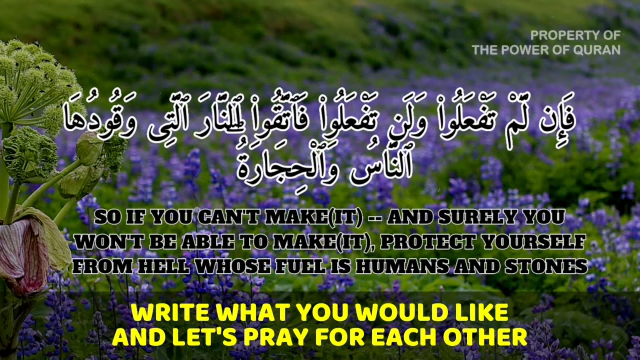 PROPERTY OF
THE POWER OF QURAN
فَإِن لَّمْ تَفْعَلُوا۟ وَلَن تَفْعَلُوا۟ فَٱتَّقُوا۟ ٱلنَّارَ ٱلَّتِى وَقُودُهَا
ٱلنَّاسُ وَٱلْحِجَارَةُ
SO IF YOU CAN'T MAKE(IT) -- AND SURELY YOU
WON'T BE ABLE TO MAKE(IT), PROTECT YOURSELF
FROM HELL WHOSE FUEL IS HUMANS AND STONES
WRITE WHAT YOU WOULD LIKE
AND LET'S PRAY FOR EACH OTHER